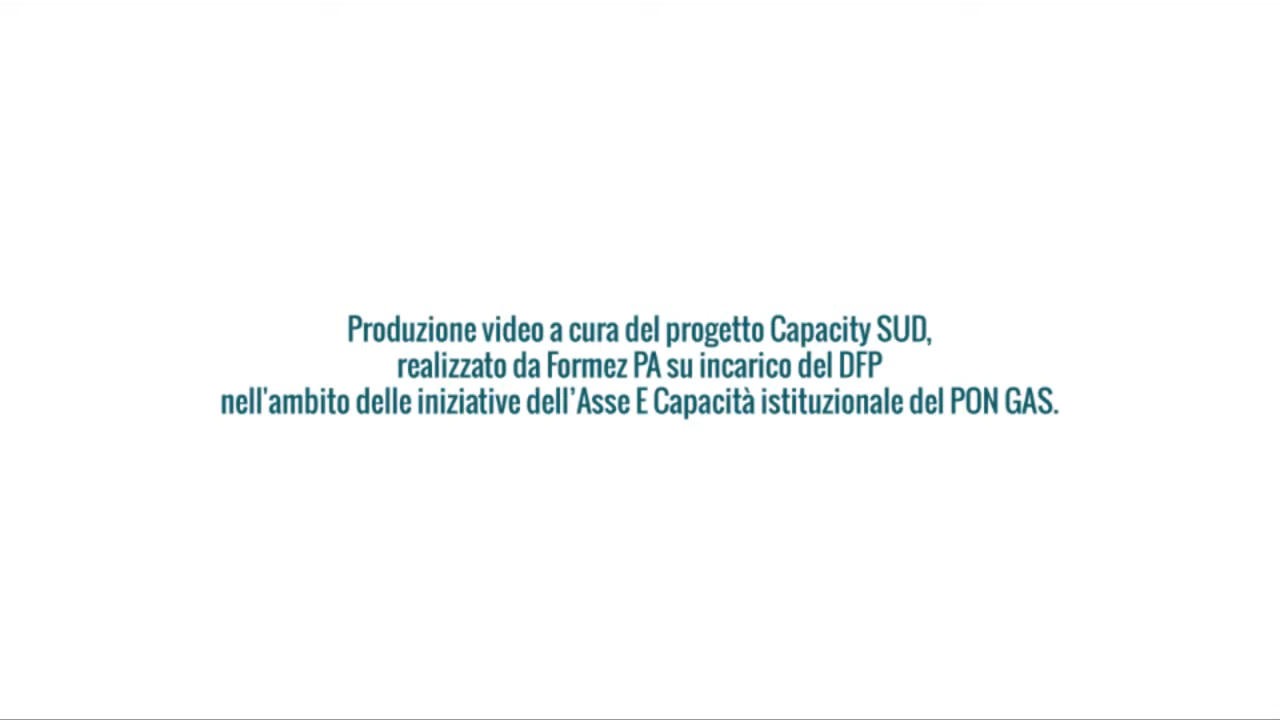 Produzione video a cura del progetto Capacity SUD,
realizzato da Formez PA su incarico del DFP
nell'ambito delle iniziative dell’Asse E Capacità istituzionale del PON GAS.